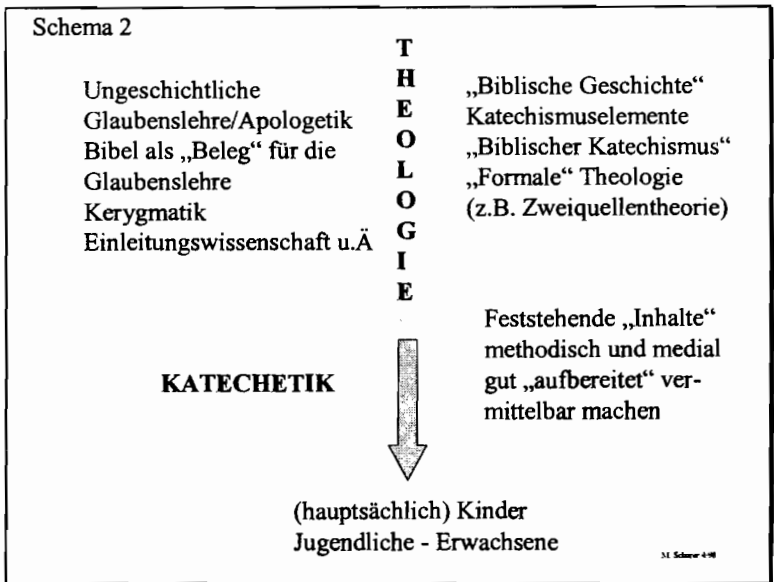 Schema 2
THEOLOGIE
Ungeschichtliche
Glaubenslehre/Apologetik
Bibel als „Beleg“ für die
Glaubenslehre
Kerygmatik
Einleitungswissenschaft u.Ä
„Biblische Geschichte“
Katechismuselemente
„Biblischer Katechismus“
„Formale“ Theologie
(z.B. Zweiquellentheorie)
KATECHETIK
Feststehende „Inhalte“
methodisch und medial
gut „aufbereitet“ ver-
mittelbar machen
(hauptsächlich) Kinder
Jugendliche - Erwachsene